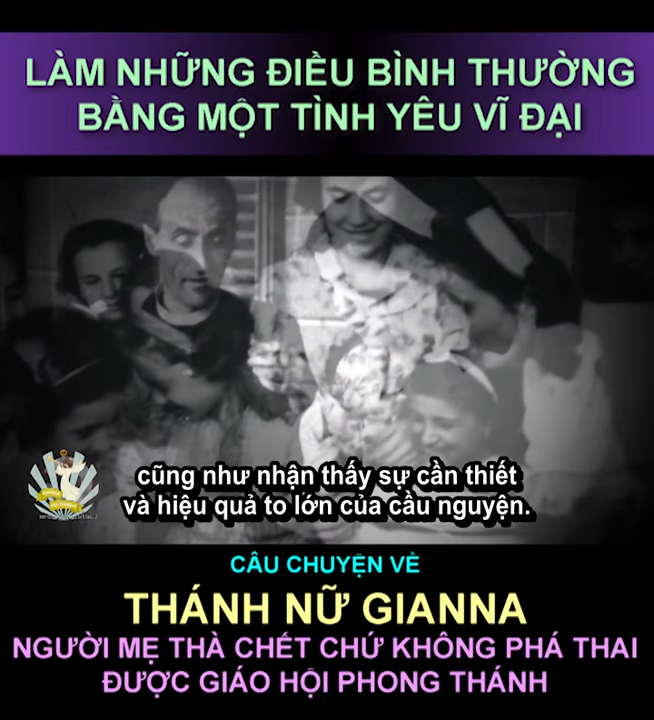 LÀM NHỮNG ĐIỀU BÌNH THƯỜNG
BẰNG MỘT TÌNH YÊU VĨ ĐẠI
cũng như nhận thấy sự cần thiết
và hiệu quả to lớn của cầu nguyện.
CÂU CHUYỆN VỀ
THÁNH NỮ GIANNA
NGƯỜI MẸ THÀ CHẾT CHỨ KHÔNG PHÁ THAI
ĐƯỢC GIÁO HỘI PHONG THÁNH